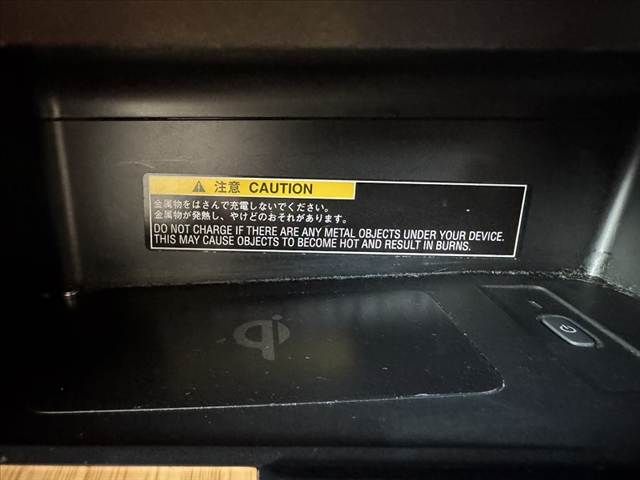 注意 CAUTION
金属物をはさんで充電しないでください。
金属物が発熱し、やけどのおそれがあります。
DO NOT CHARGE IF THERE ARE ANY METAL OBJECTS UNDER YOUR DEVICE.
THIS MAY CAUSE OBJECTS TO BECOME HOT AND RESULT IN BURNS.
qi